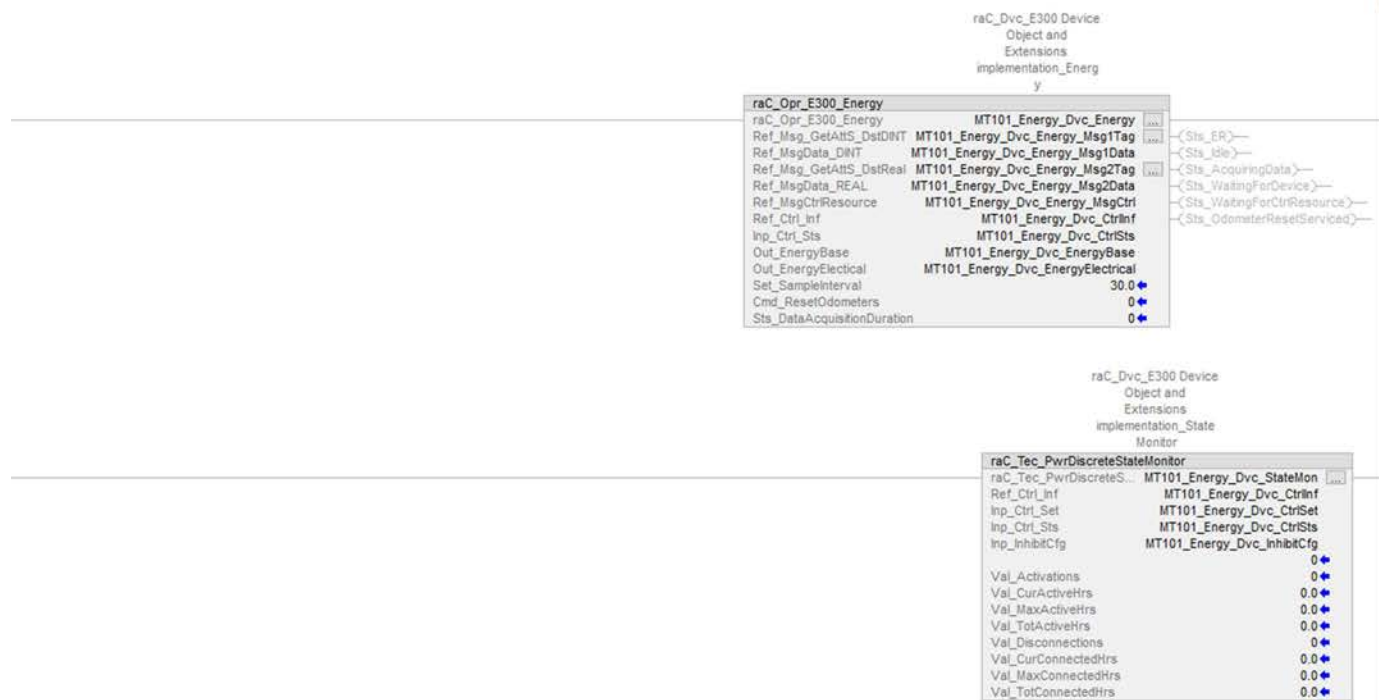 raC_Dvc_E300 Device
Object and
Extensions
implementation_Energ
y
raC_Opr_E300_Energy
raC_Opr_E300_Energy MT101_Energy_Dvc_Energy ...
Ref_Msg_GetAttS_DstDINT MT101_Energy_Dvc_Energy_Msg1Tag ... (Sts_ER)
Ref_MsgData_DINT MT101_Energy_Dvc_Energy_Msg1Data (Sts_Idle)
Ref_Msg_GetAttS_DstReal MT101_Energy_Dvc_Energy_Msg2Tag ... (Sts_AcquiringData)
Ref_MsgData_REAL MT101_Energy_Dvc_Energy_Msg2Data (Sts_WaitingForDevice)
Ref_MsgCtrlResource MT101_Energy_Dvc_Energy_MsgCtrl (Sts_WaitingForCtrlResource)
Ref_Ctrl_Inf MT101_Energy_Dvc_CtrlInf (Sts_OdometerResetServiced)
Inp_Ctrl_Sts MT101_Energy_Dvc_CtrlSts
Out_EnergyBase MT101_Energy_Dvc_EnergyBase
Out_EnergyElectical MT101_Energy_Dvc_EnergyElectrical
Set_SampleInterval 30.0
Cmd_ResetOdometers 0
Sts_DataAcquisitionDuration 0
raC_Dvc_E300 Device
Object and
Extensions
implementation_State
Monitor
raC_Tec_PwrDiscreteStateMonitor
raC_Tec_PwrDiscreteS... MT101_Energy_Dvc_StateMon ...
Ref_Ctrl_Inf MT101_Energy_Dvc_CtrlInf
Inp_Ctrl_Set MT101_Energy_Dvc_CtrlSet
Inp_Ctrl_Sts MT101_Energy_Dvc_CtrlSts
Inp_InhibitCfg MT101_Energy_Dvc_InhibitCfg
0
Val_Activations 0
Val_CurActiveHrs 0.0
Val_MaxActiveHrs 0.0
Val_TotActiveHrs 0.0
Val_Disconnections 0
Val_CurConnectedHrs 0.0
Val_MaxConnectedHrs 0.0
Val_TotConnectedHrs 0.0